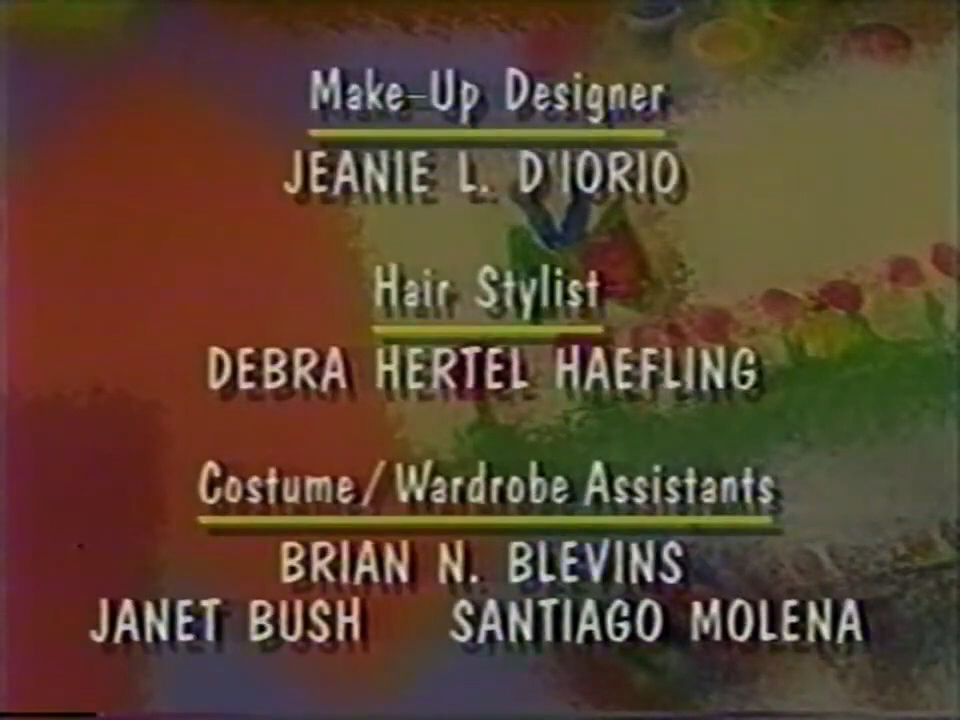 Make-Up Designer
JEANIE L. D'IORIO
Hair Stylist
DEBRA HERTEL HAEFLING
Costume/Wardrobe Assistants
BRIAN N. BLEVINS
JANET BUSH SANTIAGO MOLENA